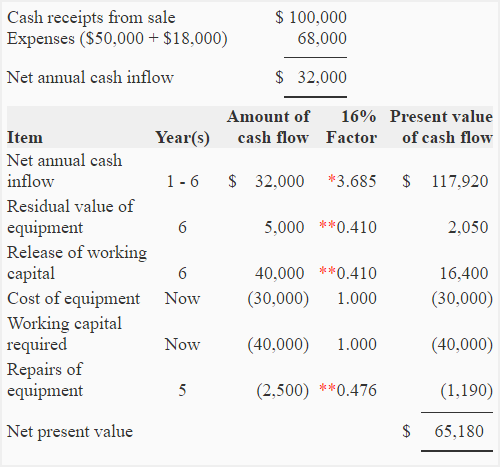 Cash receipts from sale $ 100,000
Expenses ($50,000 + $18,000) 68,000
Net annual cash inflow $ 32,000
Amount of 16% Present value
Item Year(s) cash flow Factor of cash flow
Net annual cash
inflow 1 - 6 $ 32,000 *3.685 $ 117,920
Residual value of
equipment 6 5,000 **0.410 2,050
Release of working
capital 6 40,000 **0.410 16,400
Cost of equipment Now (30,000) 1.000 (30,000)
Working capital
required Now (40,000) 1.000 (40,000)
Repairs of
equipment 5 (2,500) **0.476 (1,190)
Net present value $ 65,180